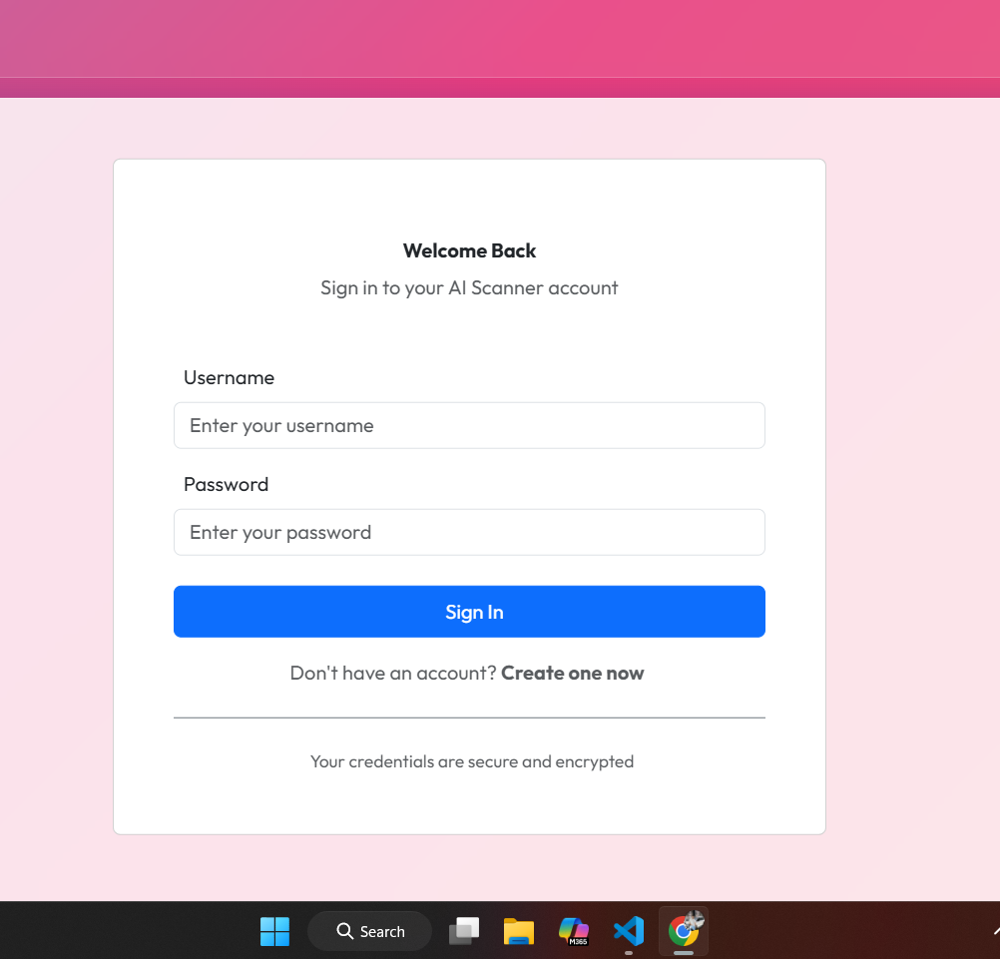 Welcome Back
Sign in to your AI Scanner account
Username
Enter your username
Password
Enter your password
Sign In
Don't have an account? Create one now
Your credentials are secure and encrypted
Search
M365